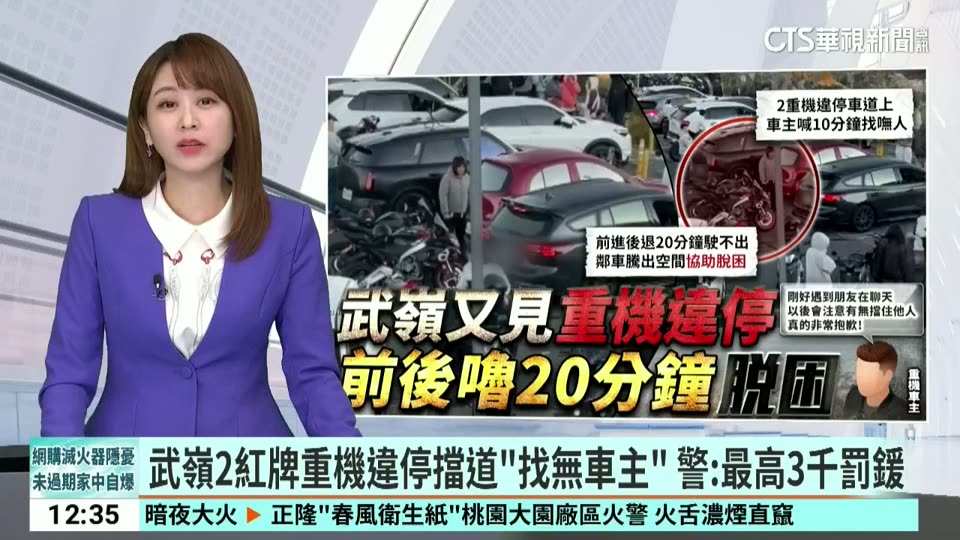 CTS華視新聞資訊
2重機違停車道上
車主喊10分鐘找嘸人
前進後退20分鐘駛不出
鄰車騰出空間協助脫困
武嶺又見重機違停
前後嚕20分鐘脫困
剛好遇到朋友在聊天
以後會注意有無擋住他人
真的非常抱歉!
重機車主
網購滅火器隱憂
未過期家中自爆
武嶺2紅牌重機違停擋道"找無車主" 警:最高3千罰鍰
12:35
暗夜大火 ▶ 正隆"春風衛生紙"桃園大園廠區火警 火舌濃煙直竄